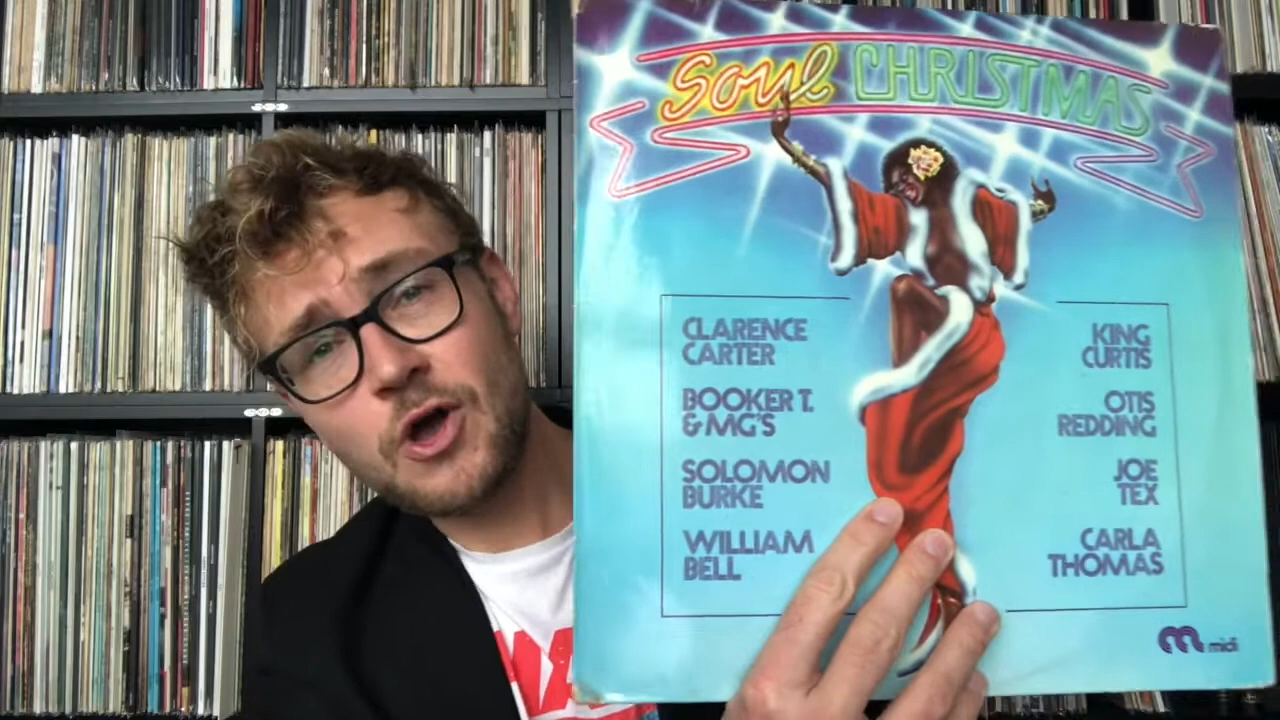 Soul CHRISTMAS
CLARENCE
CARTER
BOOKER T.
& MG'S
SOLOMON
BURKE
WILLIAM
BELL
KING
CURTIS
OTIS
REDDING
JOE
TEX
CARLA
THOMAS
midi